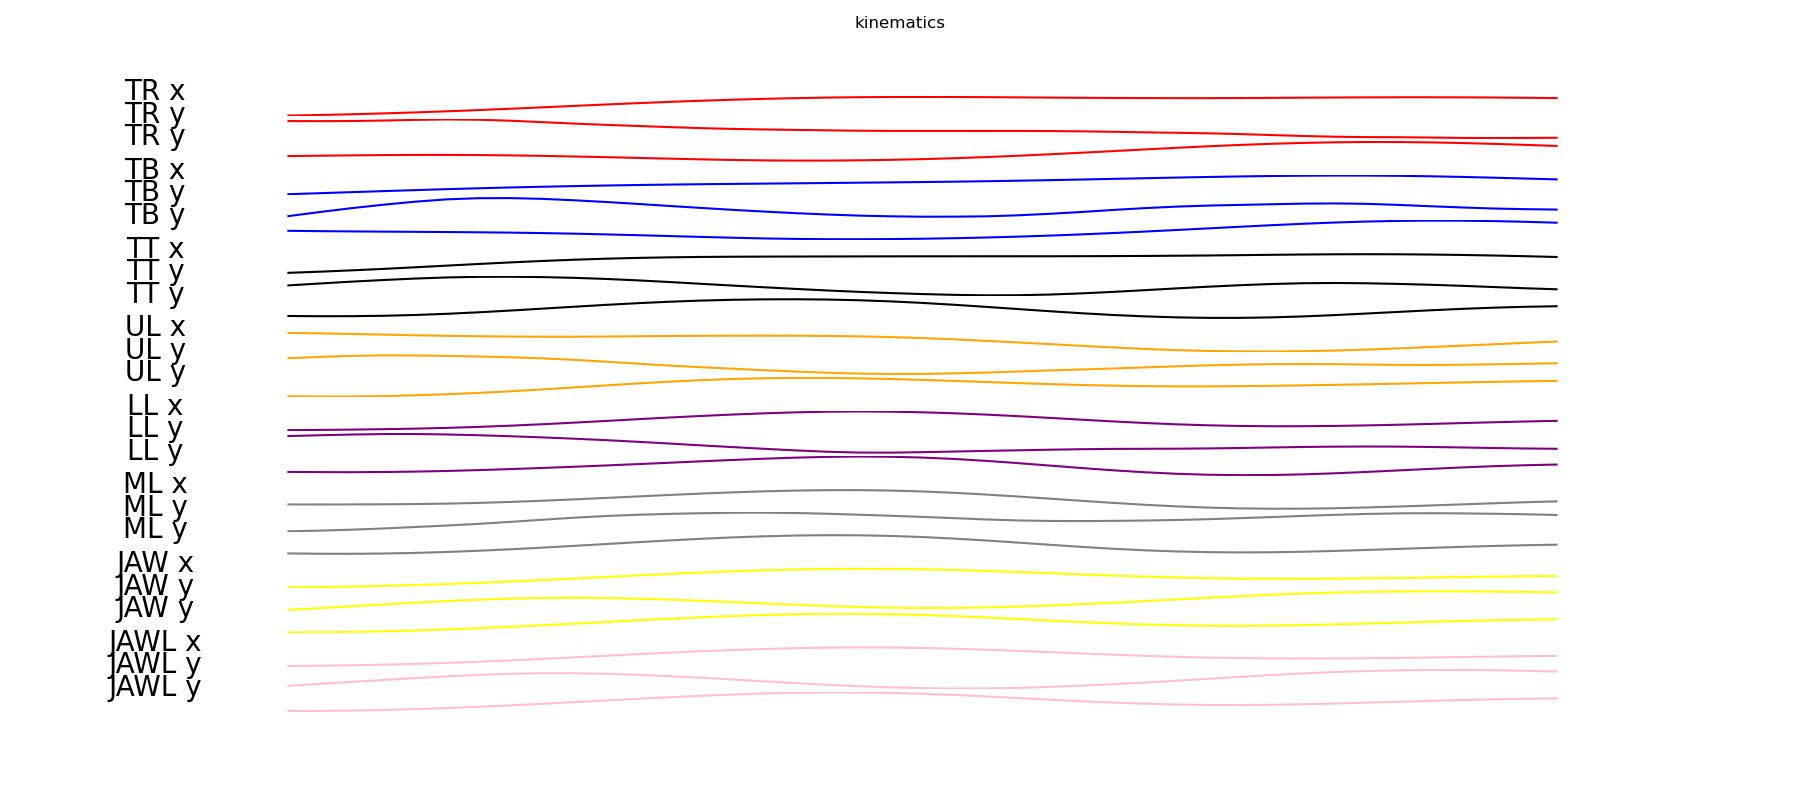 kinematics
TR x
TR y
TR y
TB x
TB y
TB y
TT x
TT y
TT y
UL x
UL y
UL y
LL x
LL y
LL y
ML x
ML y
ML y
JAW x
JAW y
JAW y
JAWL x
JAWL y
JAWL y